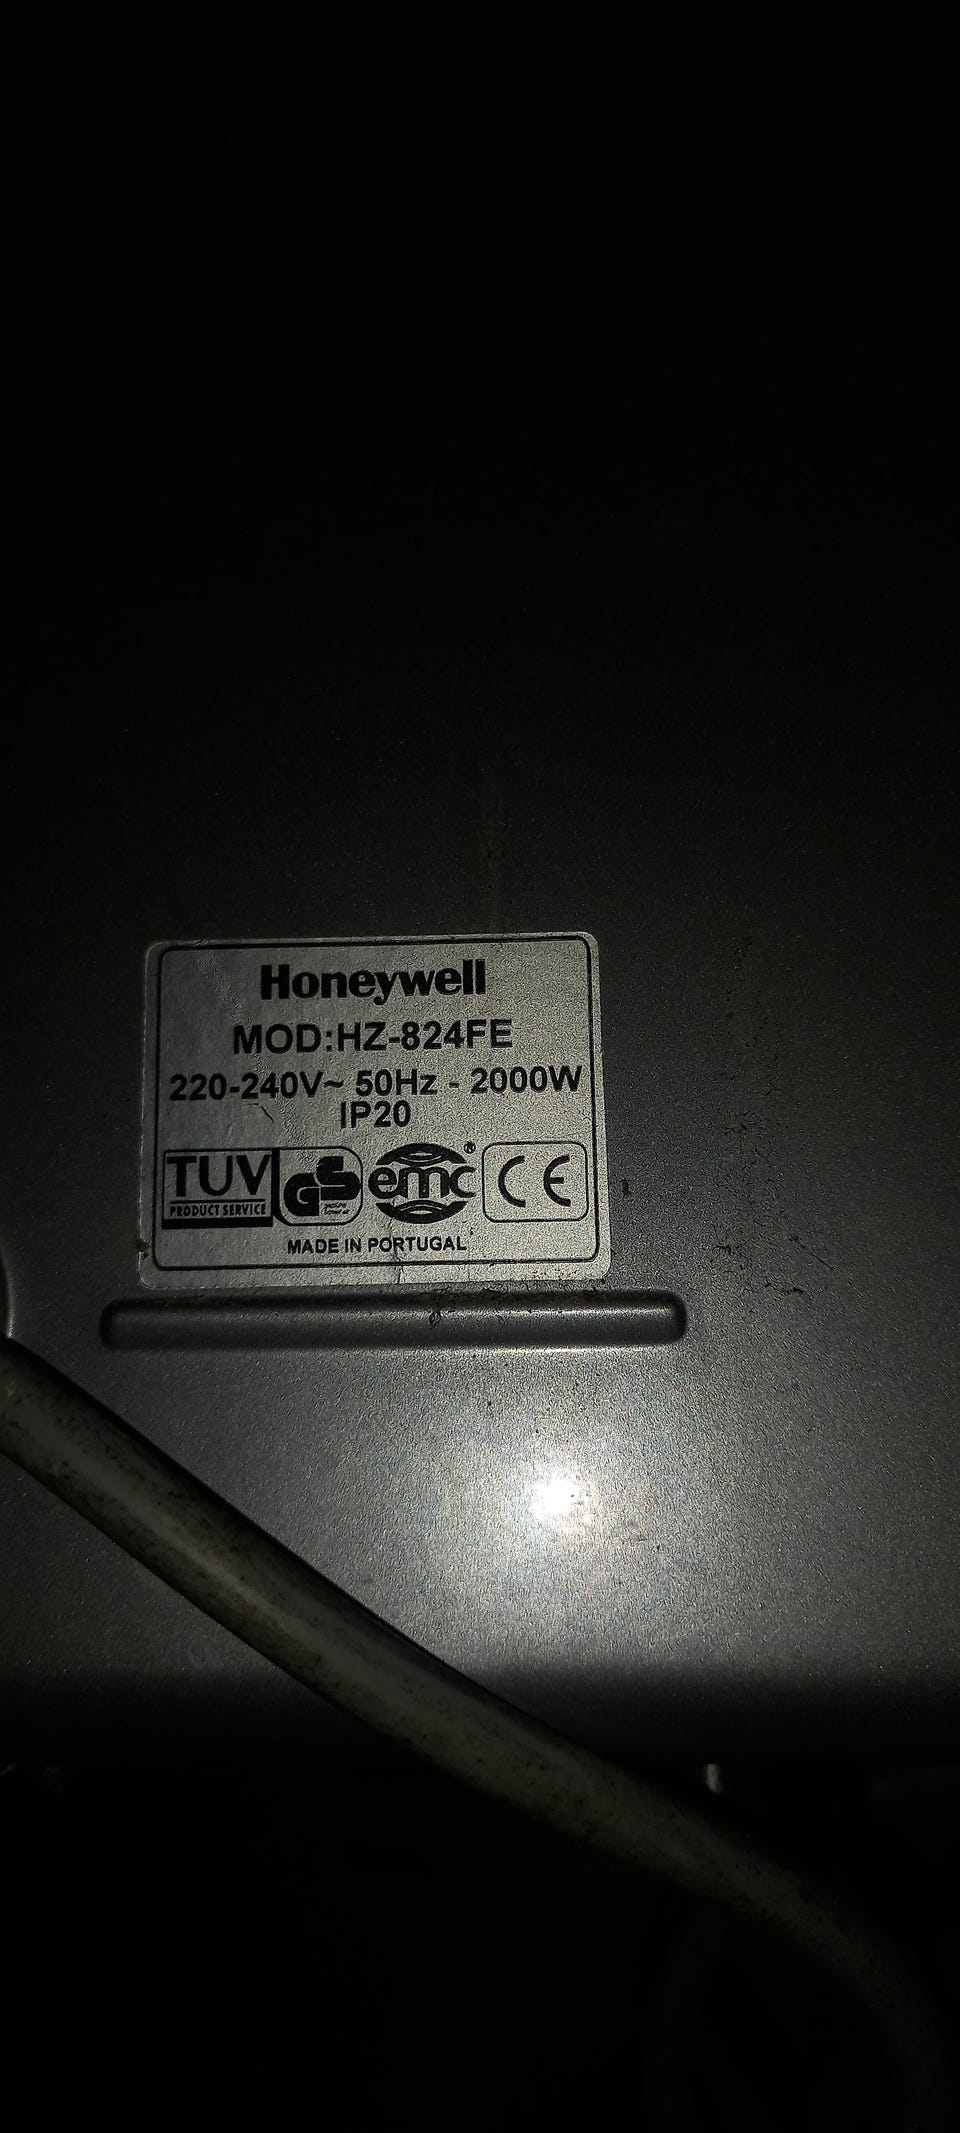 Honeywell
MOD:HZ-824FE
220-240V~ 50Hz - 2000W
IP20
TUV
PRODUCT SERVICE
GS
emc®
CE
MADE IN PORTUGAL